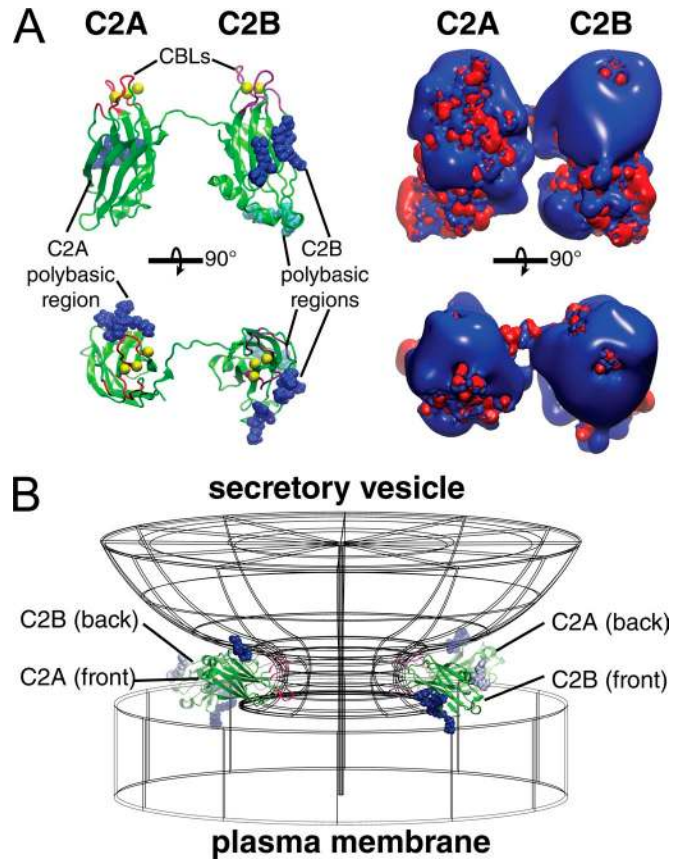 A
C2A
C2B
C2A
C2B
CBLs
C2A
polybasic
region
90°
C2B
polybasic
regions
90°
B
secretory vesicle
C2B (back)
C2A (front)
C2A (back)
C2B (front)
plasma membrane